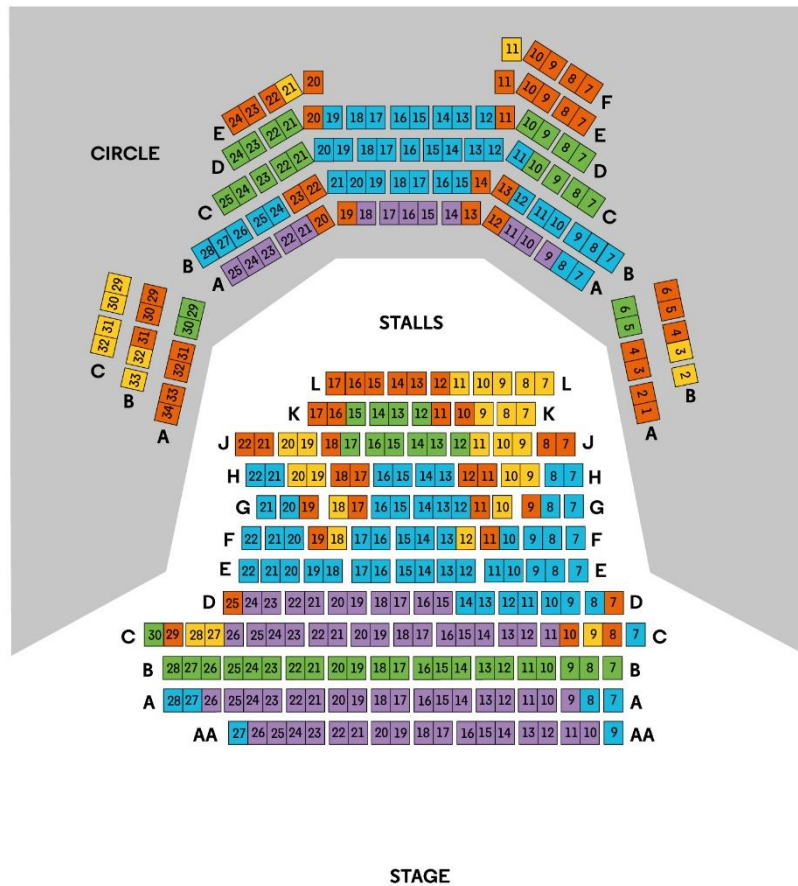 11 10 9 8 7 F
24 23 22 21 20 11 10 9 8 7 E
E 24 23 22 21 20 19 18 17 16 15 14 13 12 11 10 9 8 7 D
CIRCLE
D 25 24 23 22 21 20 19 18 17 16 15 14 13 12 11 10 9 8 7 C
C 28 27 26 25 24 23 22 21 20 19 18 17 16 15 14 13 12 11 10 9 8 7 B
B 25 24 23 22 21 20 19 18 17 16 15 14 13 12 11 10 9 8 7 A
A
30 29 30 29 30 29 6 5 6 5
32 31 32 31 32 31 4 3 4 3
C 33 34 33 2 1 2
B A A B
STALLS
L 17 16 15 14 13 12 11 10 9 8 7 L
K 17 16 15 14 13 12 11 10 9 8 7 K
J 22 21 20 19 18 17 16 15 14 13 12 11 10 9 8 7 J
H 22 21 20 19 18 17 16 15 14 13 12 11 10 9 8 7 H
G 21 20 19 18 17 16 15 14 13 12 11 10 9 8 7 G
F 22 21 20 19 18 17 16 15 14 13 12 11 10 9 8 7 F
E 22 21 20 19 18 17 16 15 14 13 12 11 10 9 8 7 E
D 25 24 23 22 21 20 19 18 17 16 15 14 13 12 11 10 9 8 7 D
C 30 29 28 27 26 25 24 23 22 21 20 19 18 17 16 15 14 13 12 11 10 9 8 7 C
B 28 27 26 25 24 23 22 21 20 19 18 17 16 15 14 13 12 11 10 9 8 7 B
A 28 27 26 25 24 23 22 21 20 19 18 17 16 15 14 13 12 11 10 9 8 7 A
AA 27 26 25 24 23 22 21 20 19 18 17 16 15 14 13 12 11 10 9 AA
STAGE